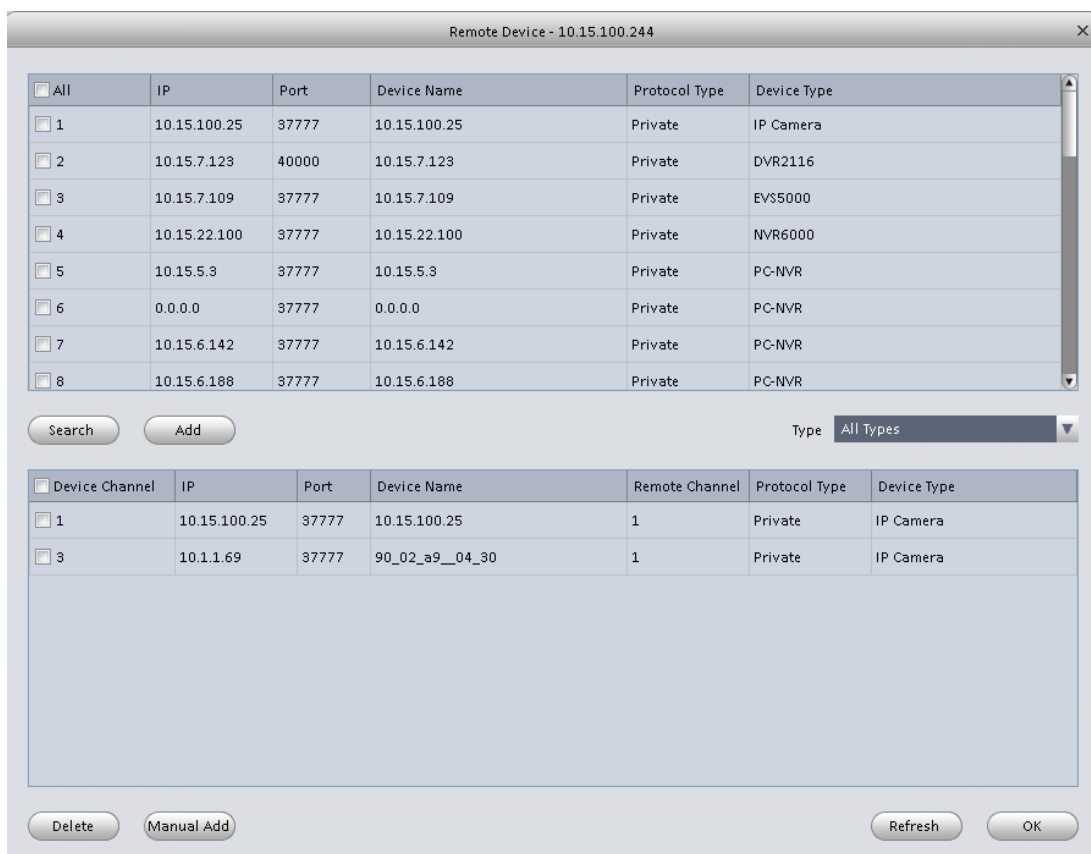 Remote Device - 10.15.100.244
All IP Port Device Name Protocol Type Device Type
1 10.15.100.25 37777 10.15.100.25 Private IP Camera
2 10.15.7.123 40000 10.15.7.123 Private DVR2116
3 10.15.7.109 37777 10.15.7.109 Private EVS5000
4 10.15.22.100 37777 10.15.22.100 Private NVR6000
5 10.15.5.3 37777 10.15.5.3 Private PC-NVR
6 0.0.0.0 37777 0.0.0.0 Private PC-NVR
7 10.15.6.142 37777 10.15.6.142 Private PC-NVR
8 10.15.6.188 37777 10.15.6.188 Private PC-NVR
Search Add Type All Types
Device Channel IP Port Device Name Remote Channel Protocol Type Device Type
1 10.15.100.25 37777 10.15.100.25 1 Private IP Camera
3 10.1.1.69 37777 90_02_a9__04_30 1 Private IP Camera
Delete Manual Add Refresh OK